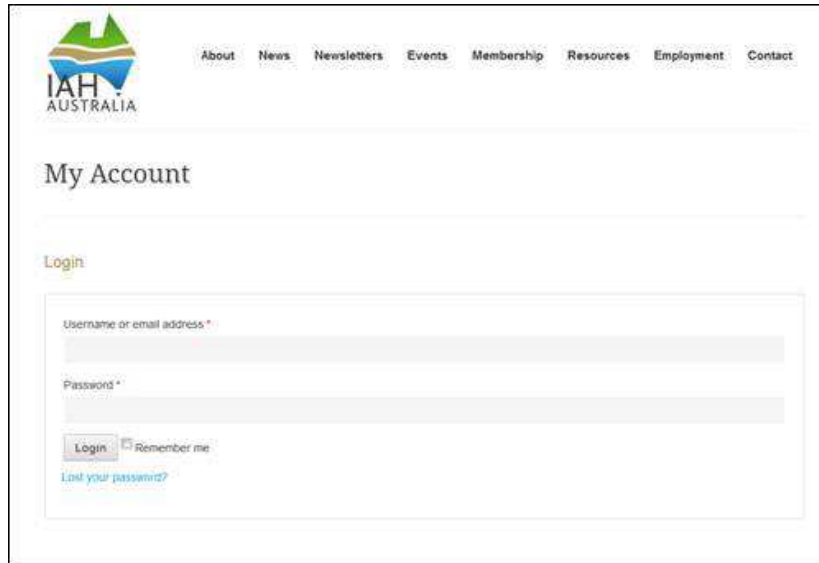 IAH
AUSTRALIA
About News Newsletters Events Membership Resources Employment Contact
My Account
Login
Username or email address *
Password *
Login Remember me
Lost your password?